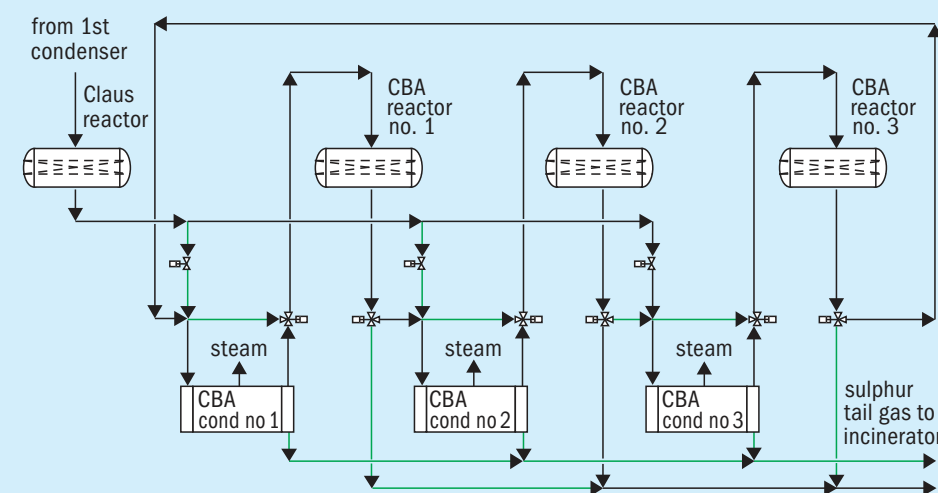 from 1st
condenser
Claus
reactor
CBA
reactor
no. 1
CBA
reactor
no. 2
CBA
reactor
no. 3
steam
steam
steam
CBA
cond no 1
CBA
cond no 2
CBA
cond no 3
sulphur
tail gas to
incinerator